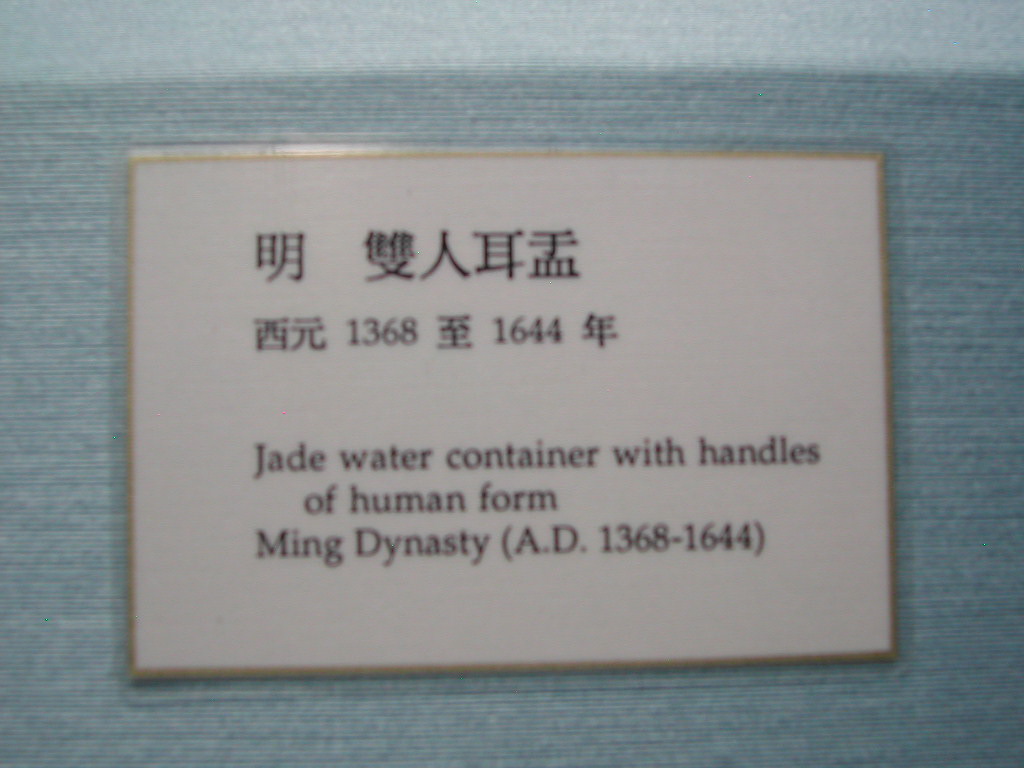 明 雙人耳盂
西元 1368 至 1644 年
Jade water container with handles
of human form
Ming Dynasty (A.D. 1368-1644)